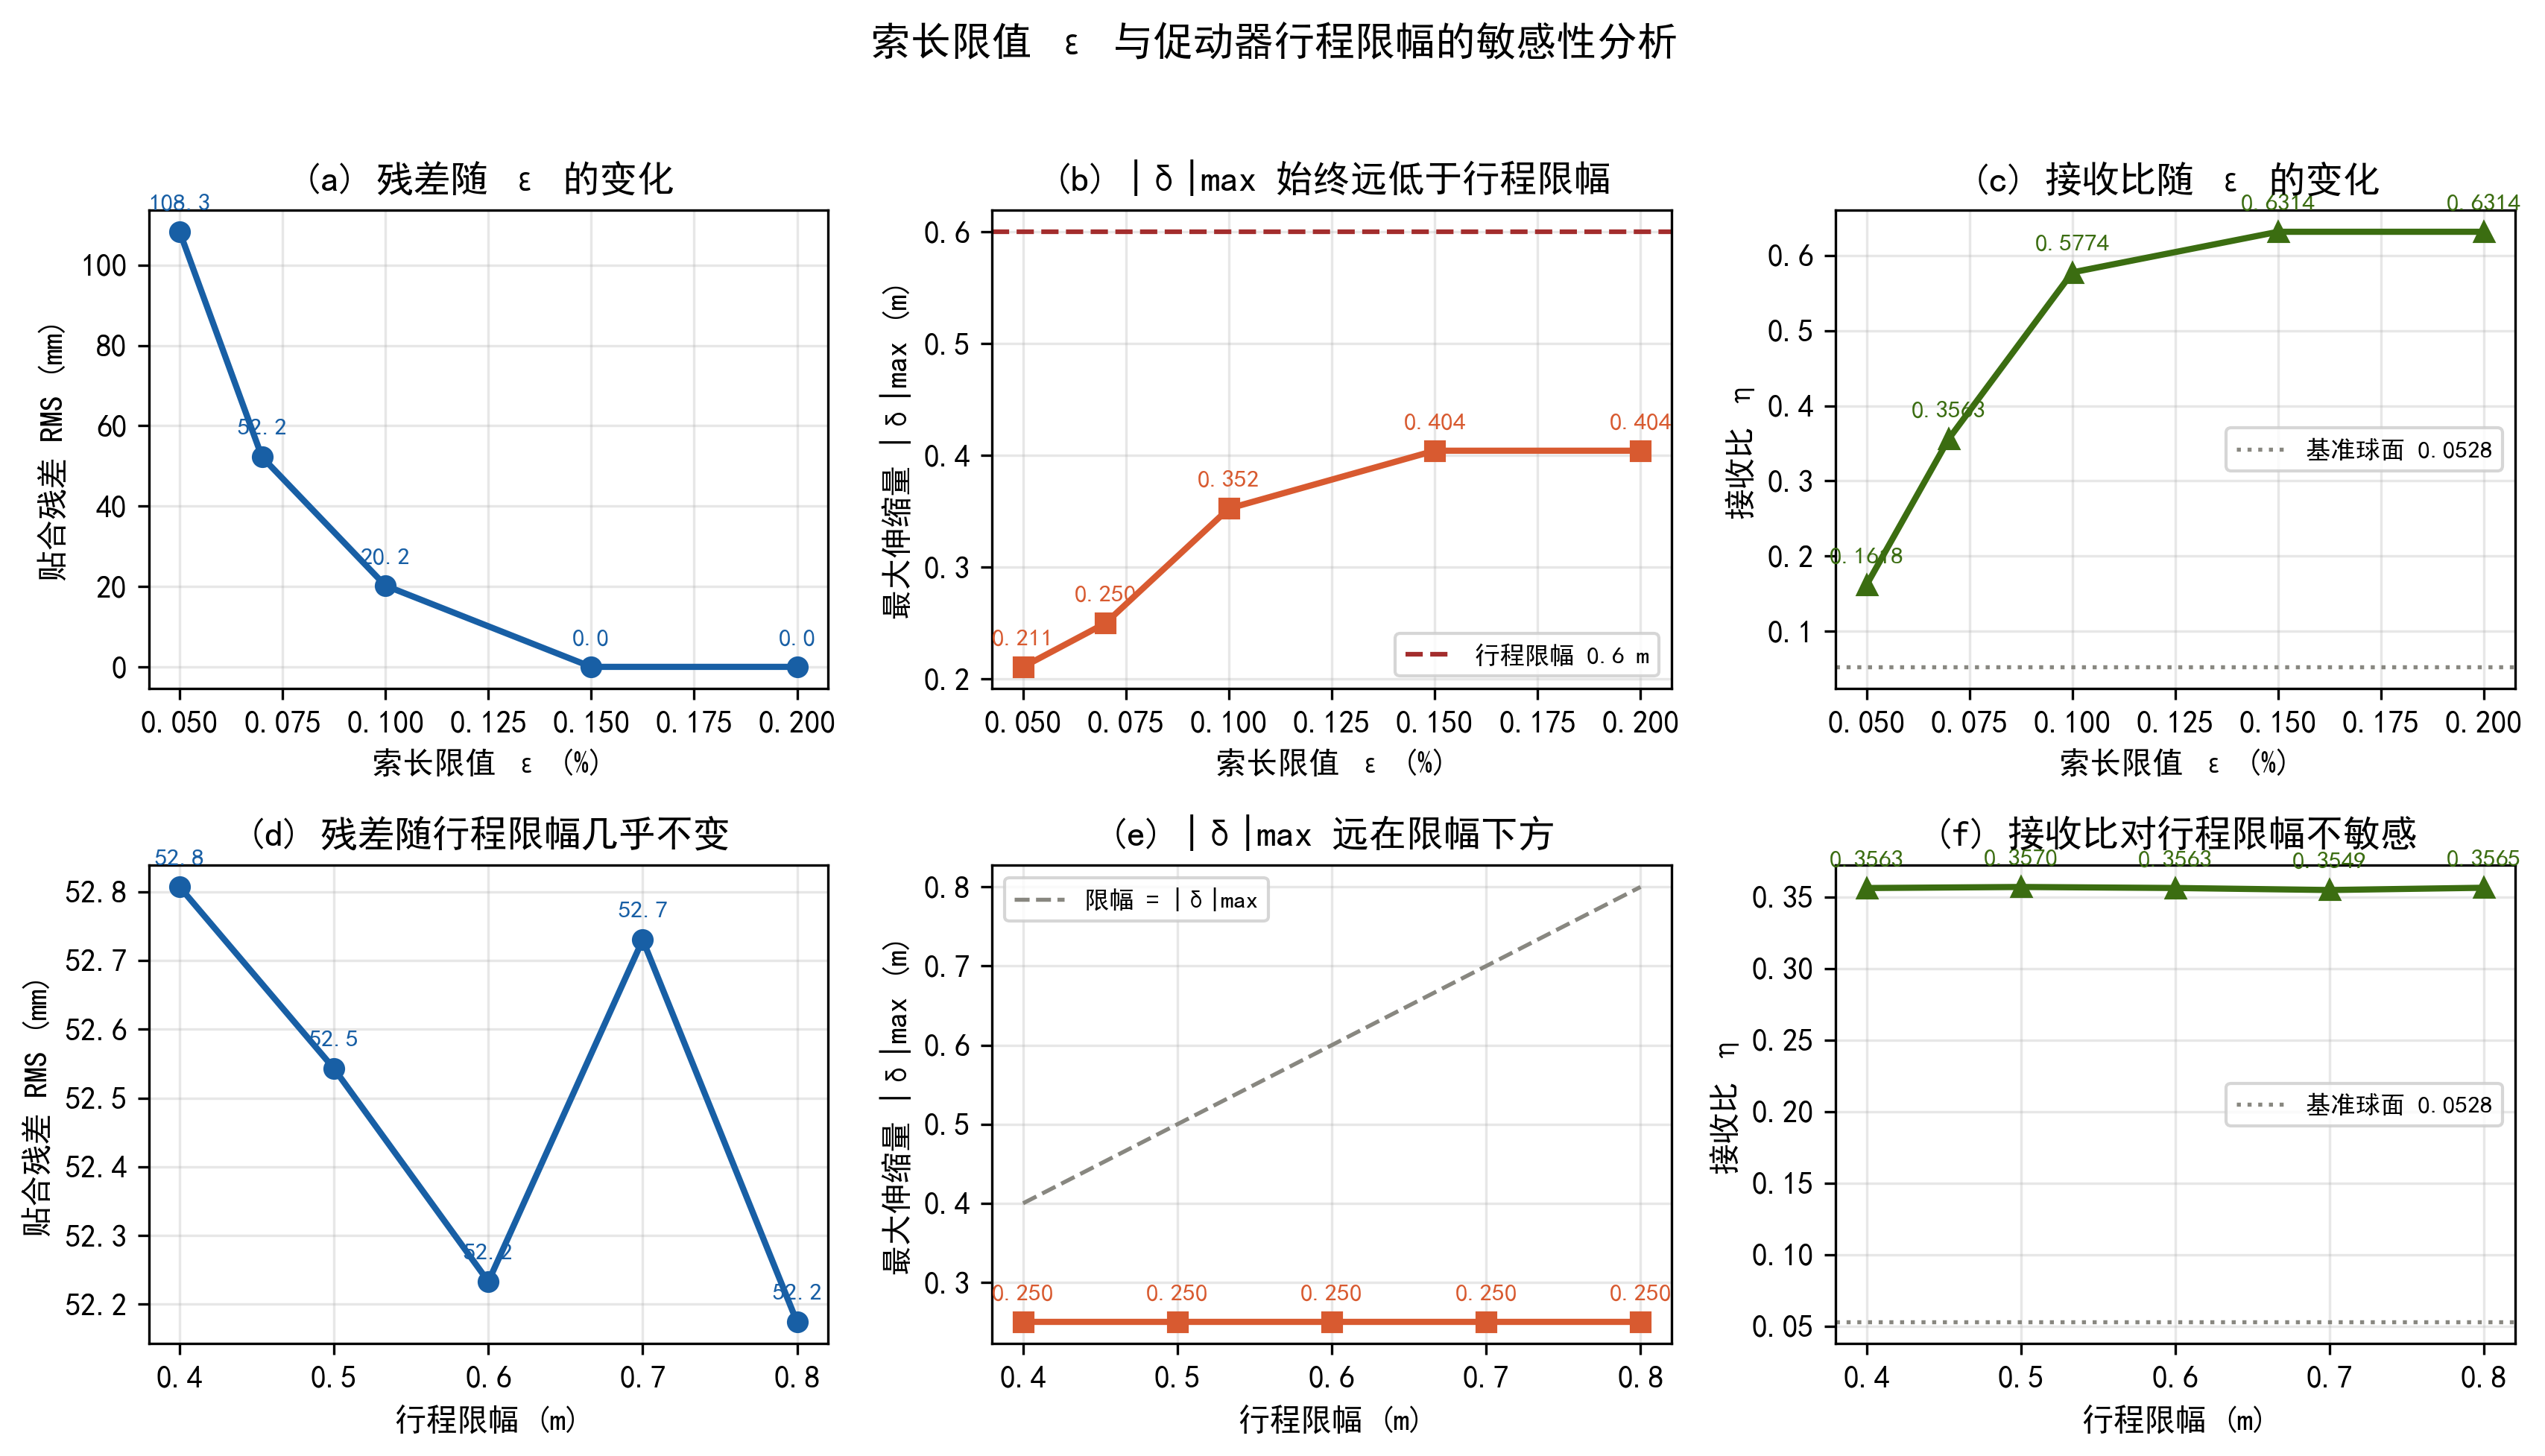 索长限值 ε 与促动器行程限幅的敏感性分析
(a) 残差随 ε 的变化
108.3
52.2
20.2
0.0
0.0
100
80
60
40
20
0
贴合残差 RMS (mm)
0.050 0.075 0.100 0.125 0.150 0.175 0.200
索长限值 ε (%)
(b) |δ|max 始终远低于行程限幅
0.211
0.250
0.352
0.404
0.404
0.6
0.5
0.4
0.3
0.2
最大伸缩量 |δ|max (m)
行程限幅 0.6 m
0.050 0.075 0.100 0.125 0.150 0.175 0.200
索长限值 ε (%)
(c) 接收比随 ε 的变化
0.3563
0.5774
0.6314
0.6314
0.6
0.5
0.4
0.3
0.2
0.1
接收比 η
基准球面 0.0528
0.050 0.075 0.100 0.125 0.150 0.175 0.200
索长限值 ε (%)
(d) 残差随行程限幅几乎不变
52.8
52.5
52.2
52.7
52.2
52.8
52.7
52.6
52.5
52.4
52.3
52.2
贴合残差 RMS (mm)
0.4 0.5 0.6 0.7 0.8
行程限幅 (m)
(e) |δ|max 远在限幅下方
限幅 = |δ|max
0.250
0.250
0.250
0.250
0.250
0.8
0.7
0.6
0.5
0.4
0.3
最大伸缩量 |δ|max (m)
0.4 0.5 0.6 0.7 0.8
行程限幅 (m)
(f) 接收比对行程限幅不敏感
0.3563
0.3570
0.3563
0.3549
0.3565
0.35
0.30
0.25
0.20
0.15
0.10
0.05
接收比 η
基准球面 0.0528
0.4 0.5 0.6 0.7 0.8
行程限幅 (m)